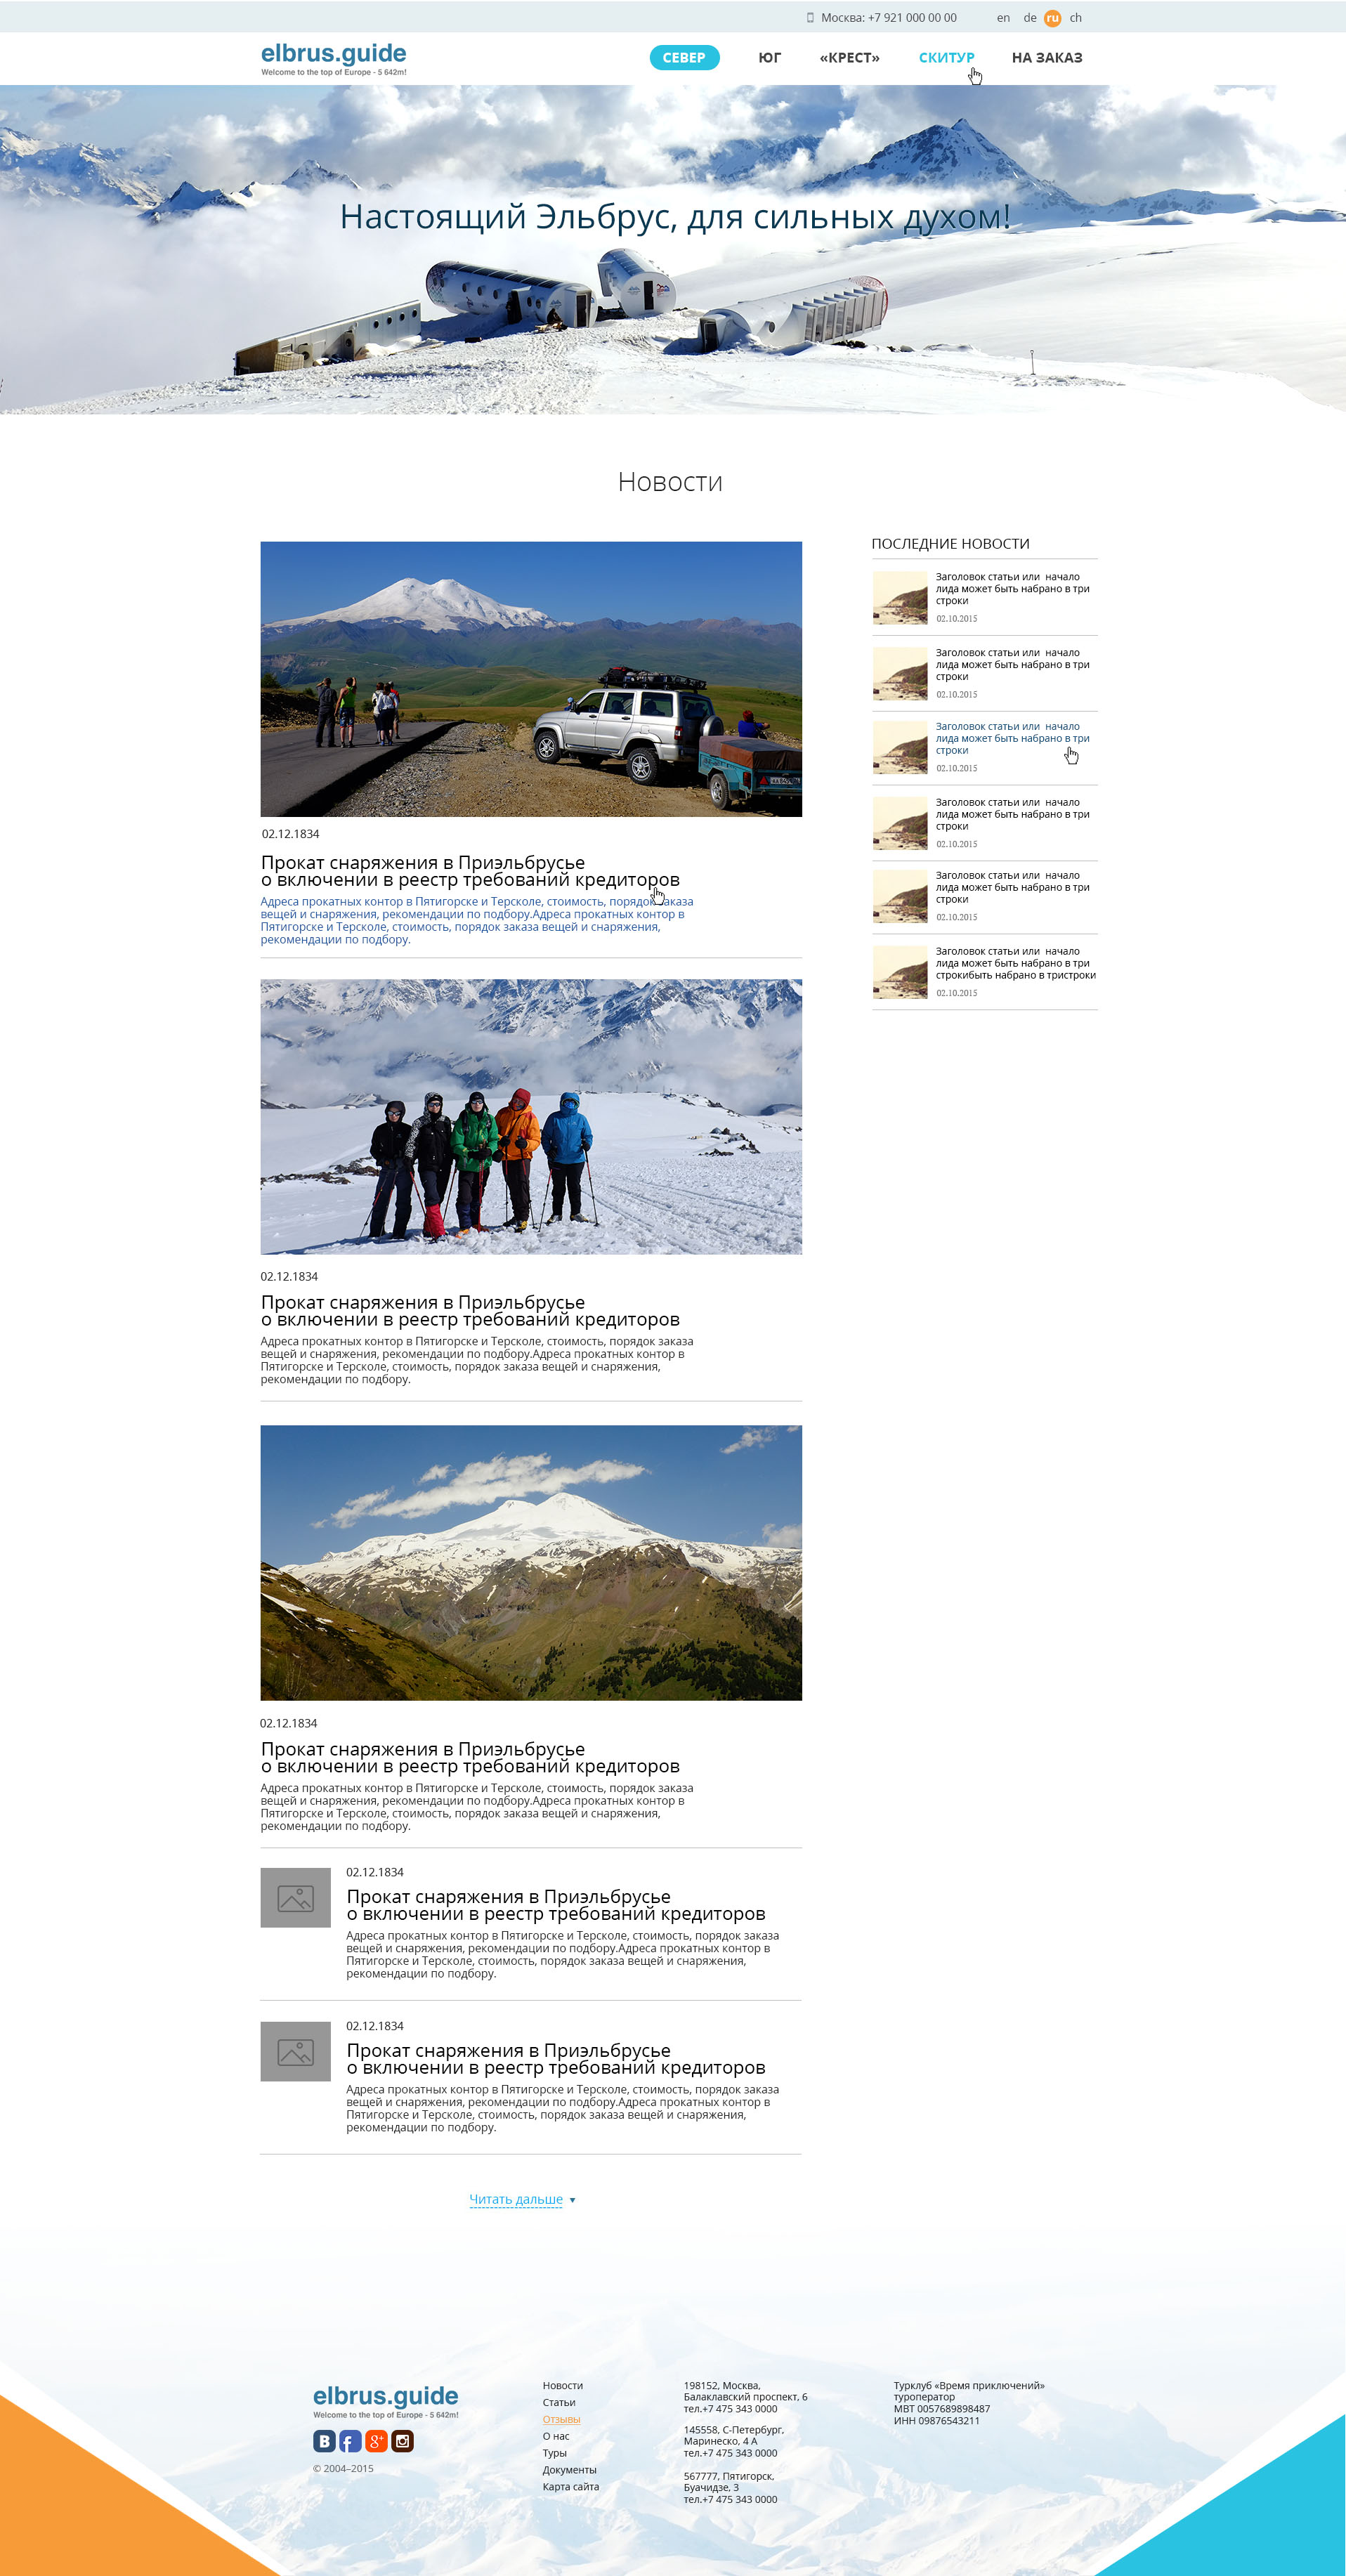 Москва: +7 921 000 00 00
en de ru ch
elbrus.guide
Welcome to the top of Europe - 5 642m!
СЕВЕР ЮГ «КРЕСТ» СКИТУР НА ЗАКАЗ
Настоящий Эльбрус, для сильных духом!
Новости
02.12.1834
Прокат снаряжения в Приэльбрусье
о включении в реестр требований кредиторов
Адреса прокатных контор в Пятигорске и Терсколе, стоимость, порядок заказа
вещей и снаряжения, рекомендации по подбору.Адреса прокатных контор в
Пятигорске и Терсколе, стоимость, порядок заказа вещей и снаряжения,
рекомендации по подбору.
02.12.1834
Прокат снаряжения в Приэльбрусье
о включении в реестр требований кредиторов
Адреса прокатных контор в Пятигорске и Терсколе, стоимость, порядок заказа
вещей и снаряжения, рекомендации по подбору.Адреса прокатных контор в
Пятигорске и Терсколе, стоимость, порядок заказа вещей и снаряжения,
рекомендации по подбору.
02.12.1834
Прокат снаряжения в Приэльбрусье
о включении в реестр требований кредиторов
Адреса прокатных контор в Пятигорске и Терсколе, стоимость, порядок заказа
вещей и снаряжения, рекомендации по подбору.Адреса прокатных контор в
Пятигорске и Терсколе, стоимость, порядок заказа вещей и снаряжения,
рекомендации по подбору.
02.12.1834
Прокат снаряжения в Приэльбрусье
о включении в реестр требований кредиторов
Адреса прокатных контор в Пятигорске и Терсколе, стоимость, порядок заказа
вещей и снаряжения, рекомендации по подбору.Адреса прокатных контор в
Пятигорске и Терсколе, стоимость, порядок заказа вещей и снаряжения,
рекомендации по подбору.
02.12.1834
Прокат снаряжения в Приэльбрусье
о включении в реестр требований кредиторов
Адреса прокатных контор в Пятигорске и Терсколе, стоимость, порядок заказа
вещей и снаряжения, рекомендации по подбору.Адреса прокатных контор в
Пятигорске и Терсколе, стоимость, порядок заказа вещей и снаряжения,
рекомендации по подбору.
Читать дальше
ПОСЛЕДНИЕ НОВОСТИ
Заголовок статьи или начало
лида может быть набрано в три
строки
02.10.2015
Заголовок статьи или начало
лида может быть набрано в три
строки
02.10.2015
Заголовок статьи или начало
лида может быть набрано в три
строки
02.10.2015
Заголовок статьи или начало
лида может быть набрано в три
строки
02.10.2015
Заголовок статьи или начало
лида может быть набрано в три
строки
02.10.2015
Заголовок статьи или начало
лида может быть набрано в три
строкибыть набрано в тристроки
02.10.2015
elbrus.guide
Welcome to the top of Europe - 5 642m!
© 2004–2015
Новости
Статьи
Отзывы
О нас
Туры
Документы
Карта сайта
198152, Москва,
Балаклавский проспект, 6
тел.+7 475 343 0000
145558, С-Петербург,
Маринеско, 4 А
тел.+7 475 343 0000
567777, Пятигорск,
Буачидзе, 3
тел.+7 475 343 0000
Турклуб «Время приключений»
туроператор
МВТ 0057689898487
ИНН 09876543211